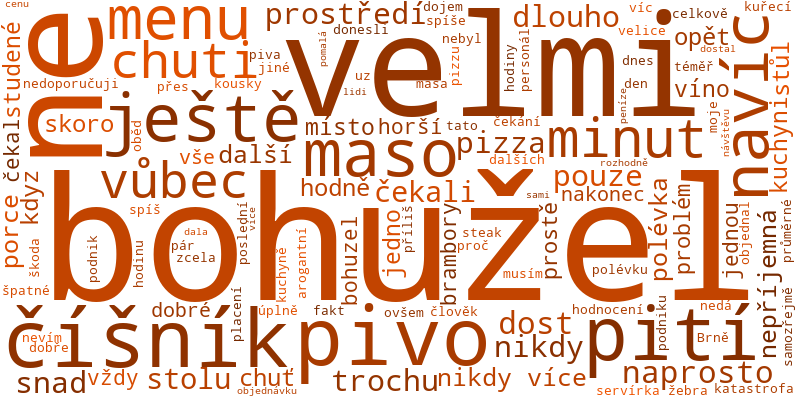 cenu
ne
menu
chuti
prostředí
dojem
spíše
donesli
velmi
dlouho
víc
celkově
kuřecí
velice
opět
navíc
studené
nedoporučuji
přes
piva
jiné
kousky
pomalá
uz
lidi
masa
pizzu
nebyl
hodiny
personál
dnes
téměř
den
víno
dostal
stůl
kuchyni
čekal
skoro
ještě
oběd
vše
další
místo
horší
tato
čekání
pizza
minut
peníze
moje
návštěvu
vůbec
maso
dalších
rozhodně
hodně
čekali
pouze
nakonec
sami
porce
kdyz
škoda
špatné
bohužel
podnik
hodinu
spíš
pár
zcela
dala
poslední
vice
kuchyně
arogantní
bohuzel
jedno
příliš
brambory
steak
proč
musím
prostě
polévku
polévka
problém
jednou
objednal
nepříjemná
průměrné
samozřejmě
číšník
nevím
dobře
dobré
placení
úplně
fakt
ovšem
člověk
pivo
dost
nikdy
hodnocení
pití
podniku
nedá
Brně
snad
vždy
stolu
chuť
objednávku
trochu
nikdy více
naprosto
servírka
žebra
katastrofa